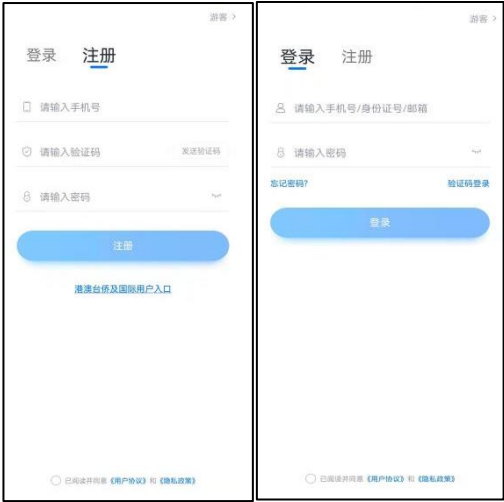 游客 >
登录 注册
请输入手机号
请输入验证码 发送验证码
请输入密码
注册
港澳台侨及国际用户入口
已阅读并同意《用户协议》和《隐私政策》
游客 >
登录 注册
请输入手机号/身份证号/邮箱
请输入密码
忘记密码? 验证码登录
登录
已阅读并同意《用户协议》和《隐私政策》